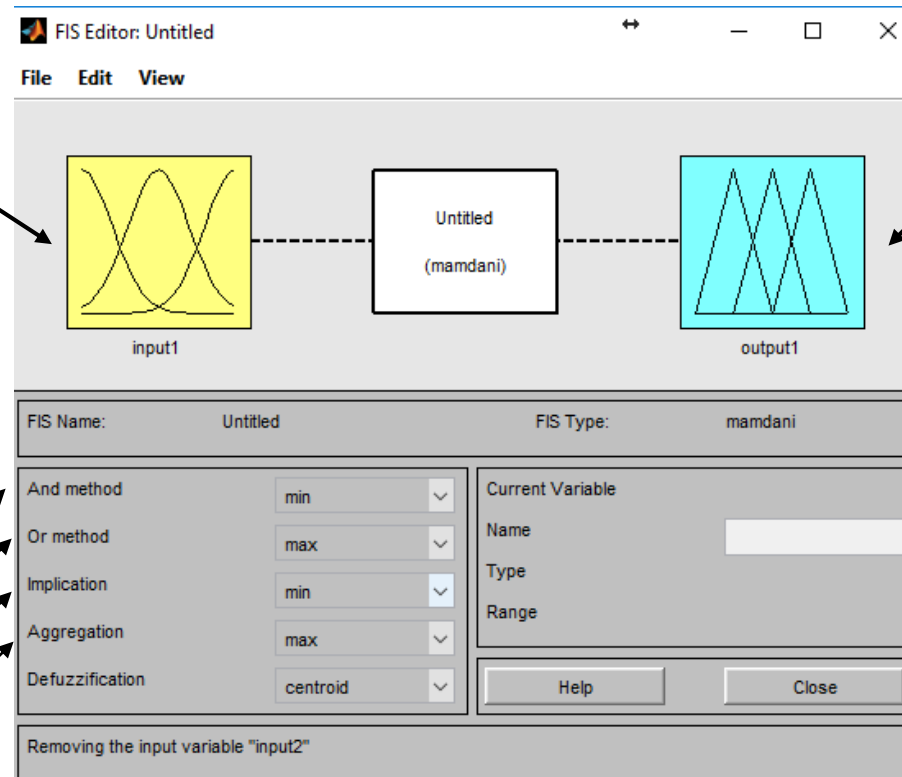 FIS Editor: Untitled
File Edit View
Untitled
(mamdani)
input1
output1
FIS Name: Untitled FIS Type: mamdani
And method min
Or method max
Implication min
Aggregation max
Defuzzification centroid
Current Variable
Name
Type
Range
Help Close
Removing the input variable "input2"